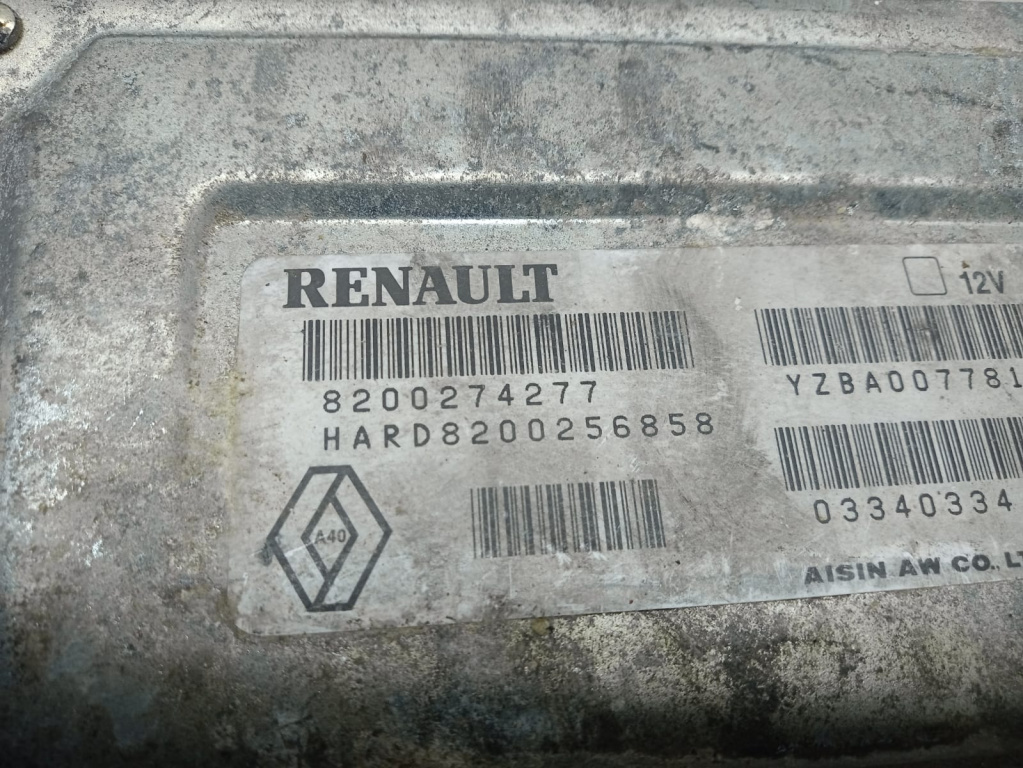 RENAULT
12V
8200274277
YZBA007781
HARD8200256858
A40
03340334
AISIN AW CO., LT